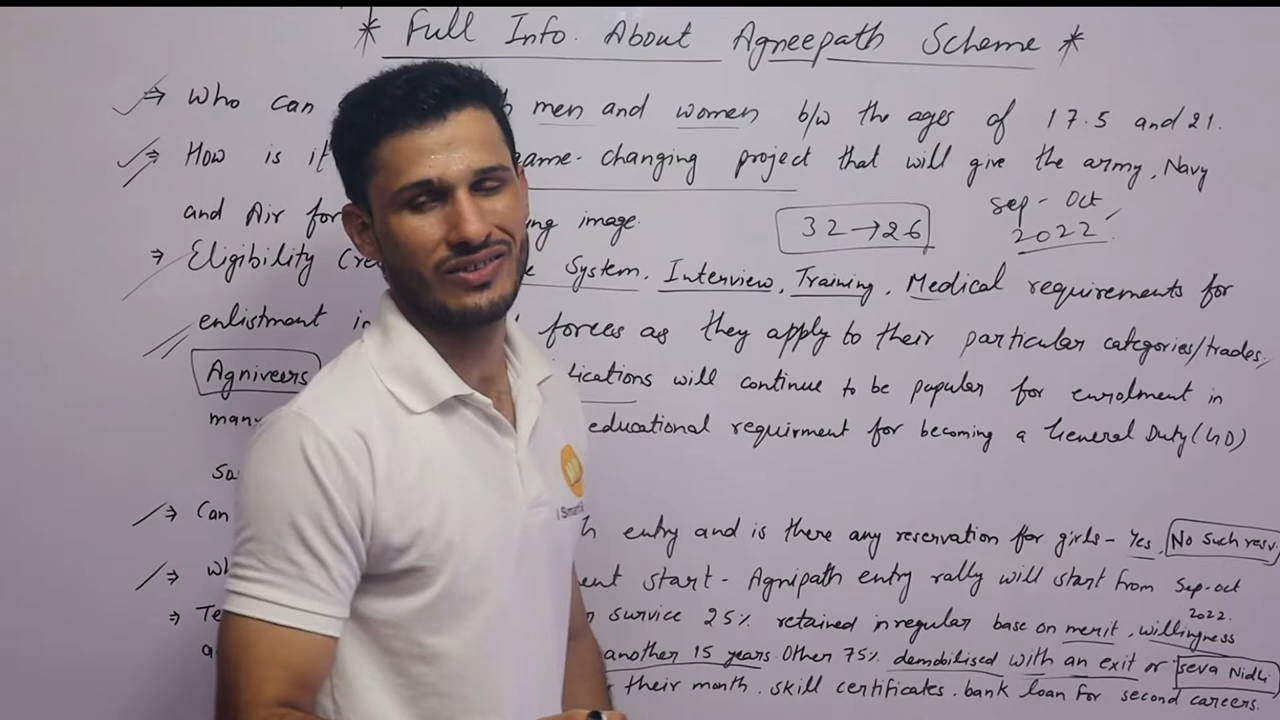 * Full Info. About Agneepath Scheme *
⇒ Who can men and women b/w the ages of 17.5 and 21.
⇒ How is it game-changing project that will give the army, Navy
and Air for image.
32→26
Sep - Oct
2022
⇒ Eligibility System, Interview, Training, Medical requirements for
enlistment forces as they apply to their particular categories/trades.
Agniveers will continue to be popular for enrolment in
educational requirment for becoming a General Duty (GD)
⇒ Can entry and is there any reservation for girls - Yes, No such resv.
⇒ start - Agnipath entry rally will start from Sep-oct
2022.
⇒ Te survice 25% retained in regular base on merit, willingness
another 15 years. Other 75% demobilised with an exit or Seva Nidhi
their month. skill certificates. bank loan for second careers.